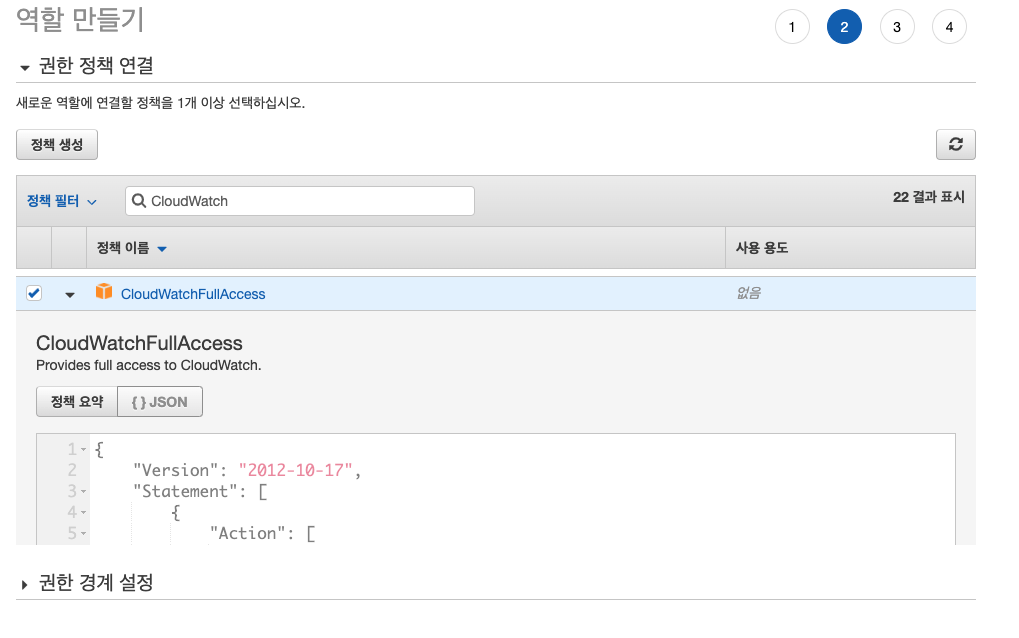 역할 만들기
1 2 3 4
권한 정책 연결
새로운 역할에 연결할 정책을 1개 이상 선택하십시오.
정책 생성
정책 필터 CloudWatch 22 결과 표시
정책 이름 사용 용도
CloudWatchFullAccess 없음
CloudWatchFullAccess
Provides full access to CloudWatch.
정책 요약 { } JSON
1 {
2 "Version": "2012-10-17",
3 "Statement": [
4 {
5 "Action": [
권한 경계 설정